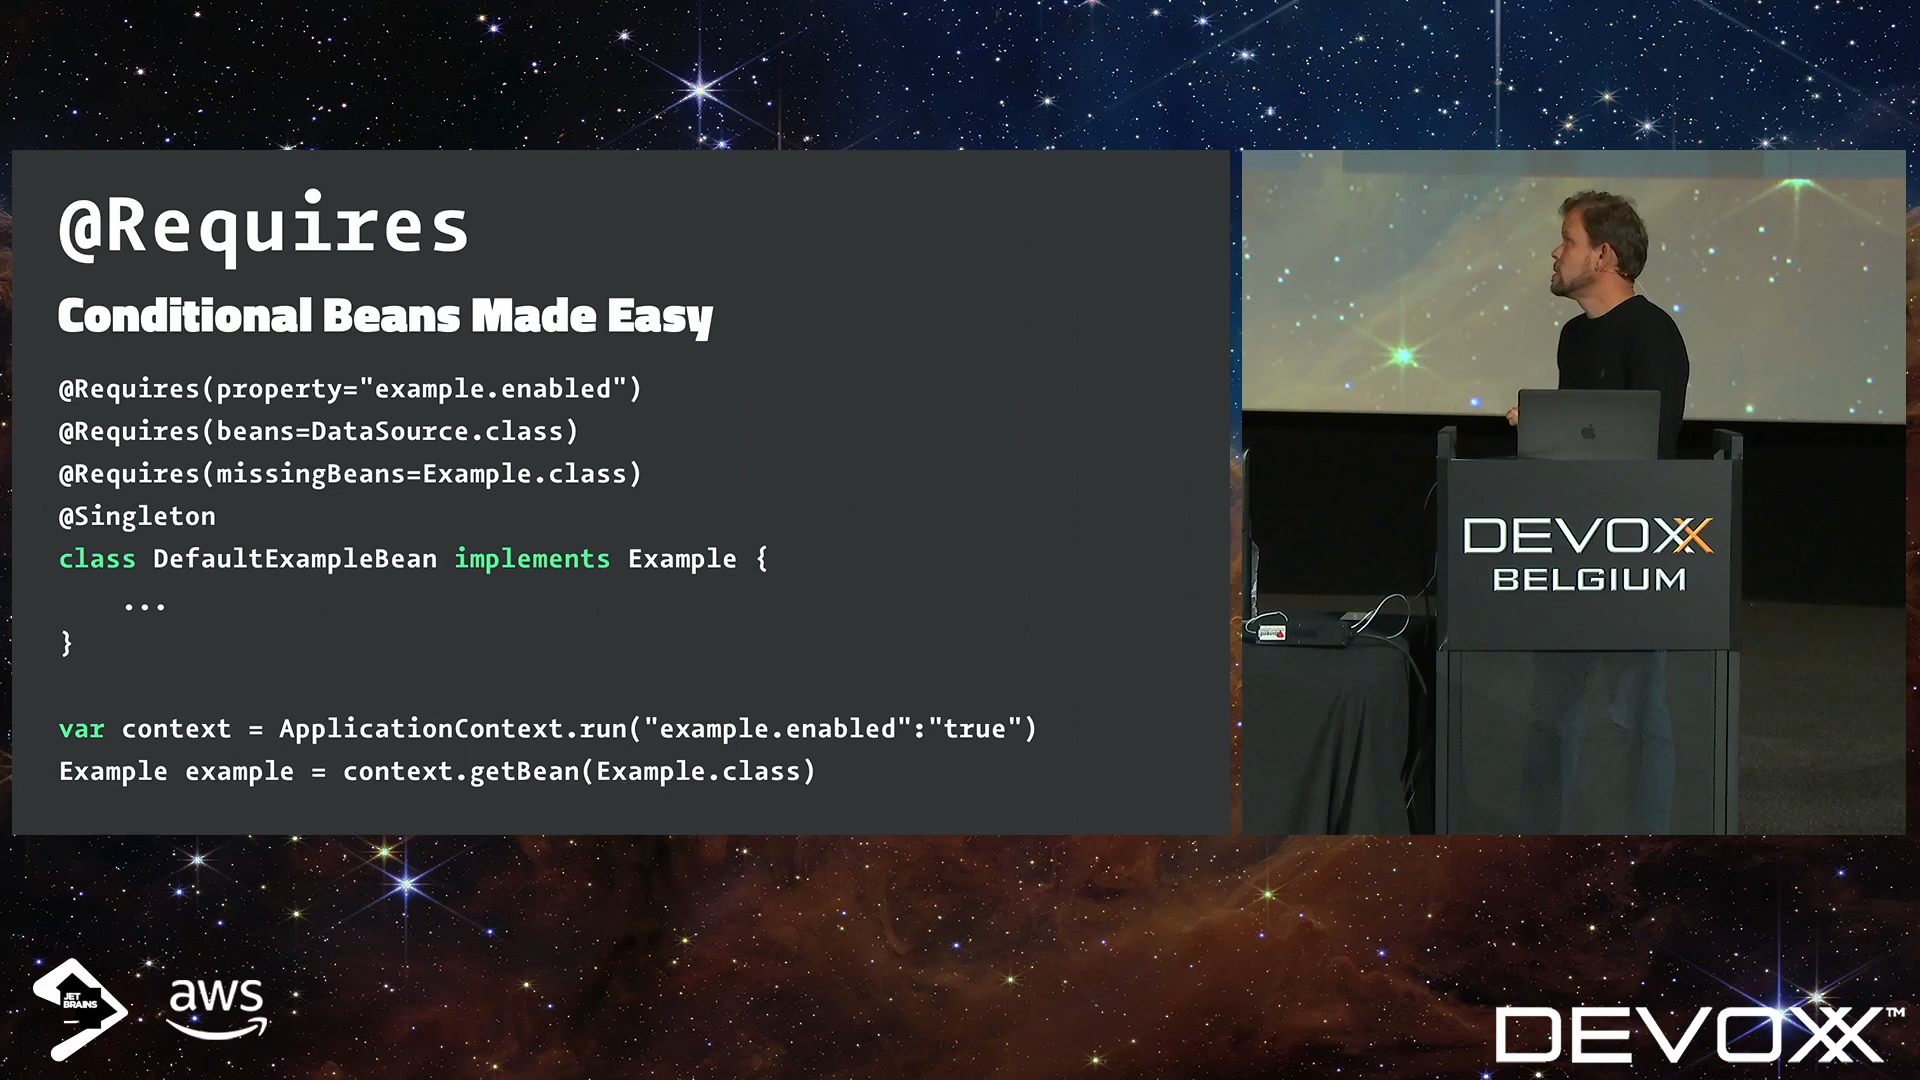 @Requires
Conditional Beans Made Easy
@Requires(property="example.enabled")
@Requires(beans=DataSource.class)
@Requires(missingBeans=Example.class)
@Singleton
class DefaultExampleBean implements Example {
...
}
var context = ApplicationContext.run("example.enabled":"true")
Example example = context.getBean(Example.class)
DEVOXX
BELGIUM
JET
BRAINS
aws
DEVOXX™